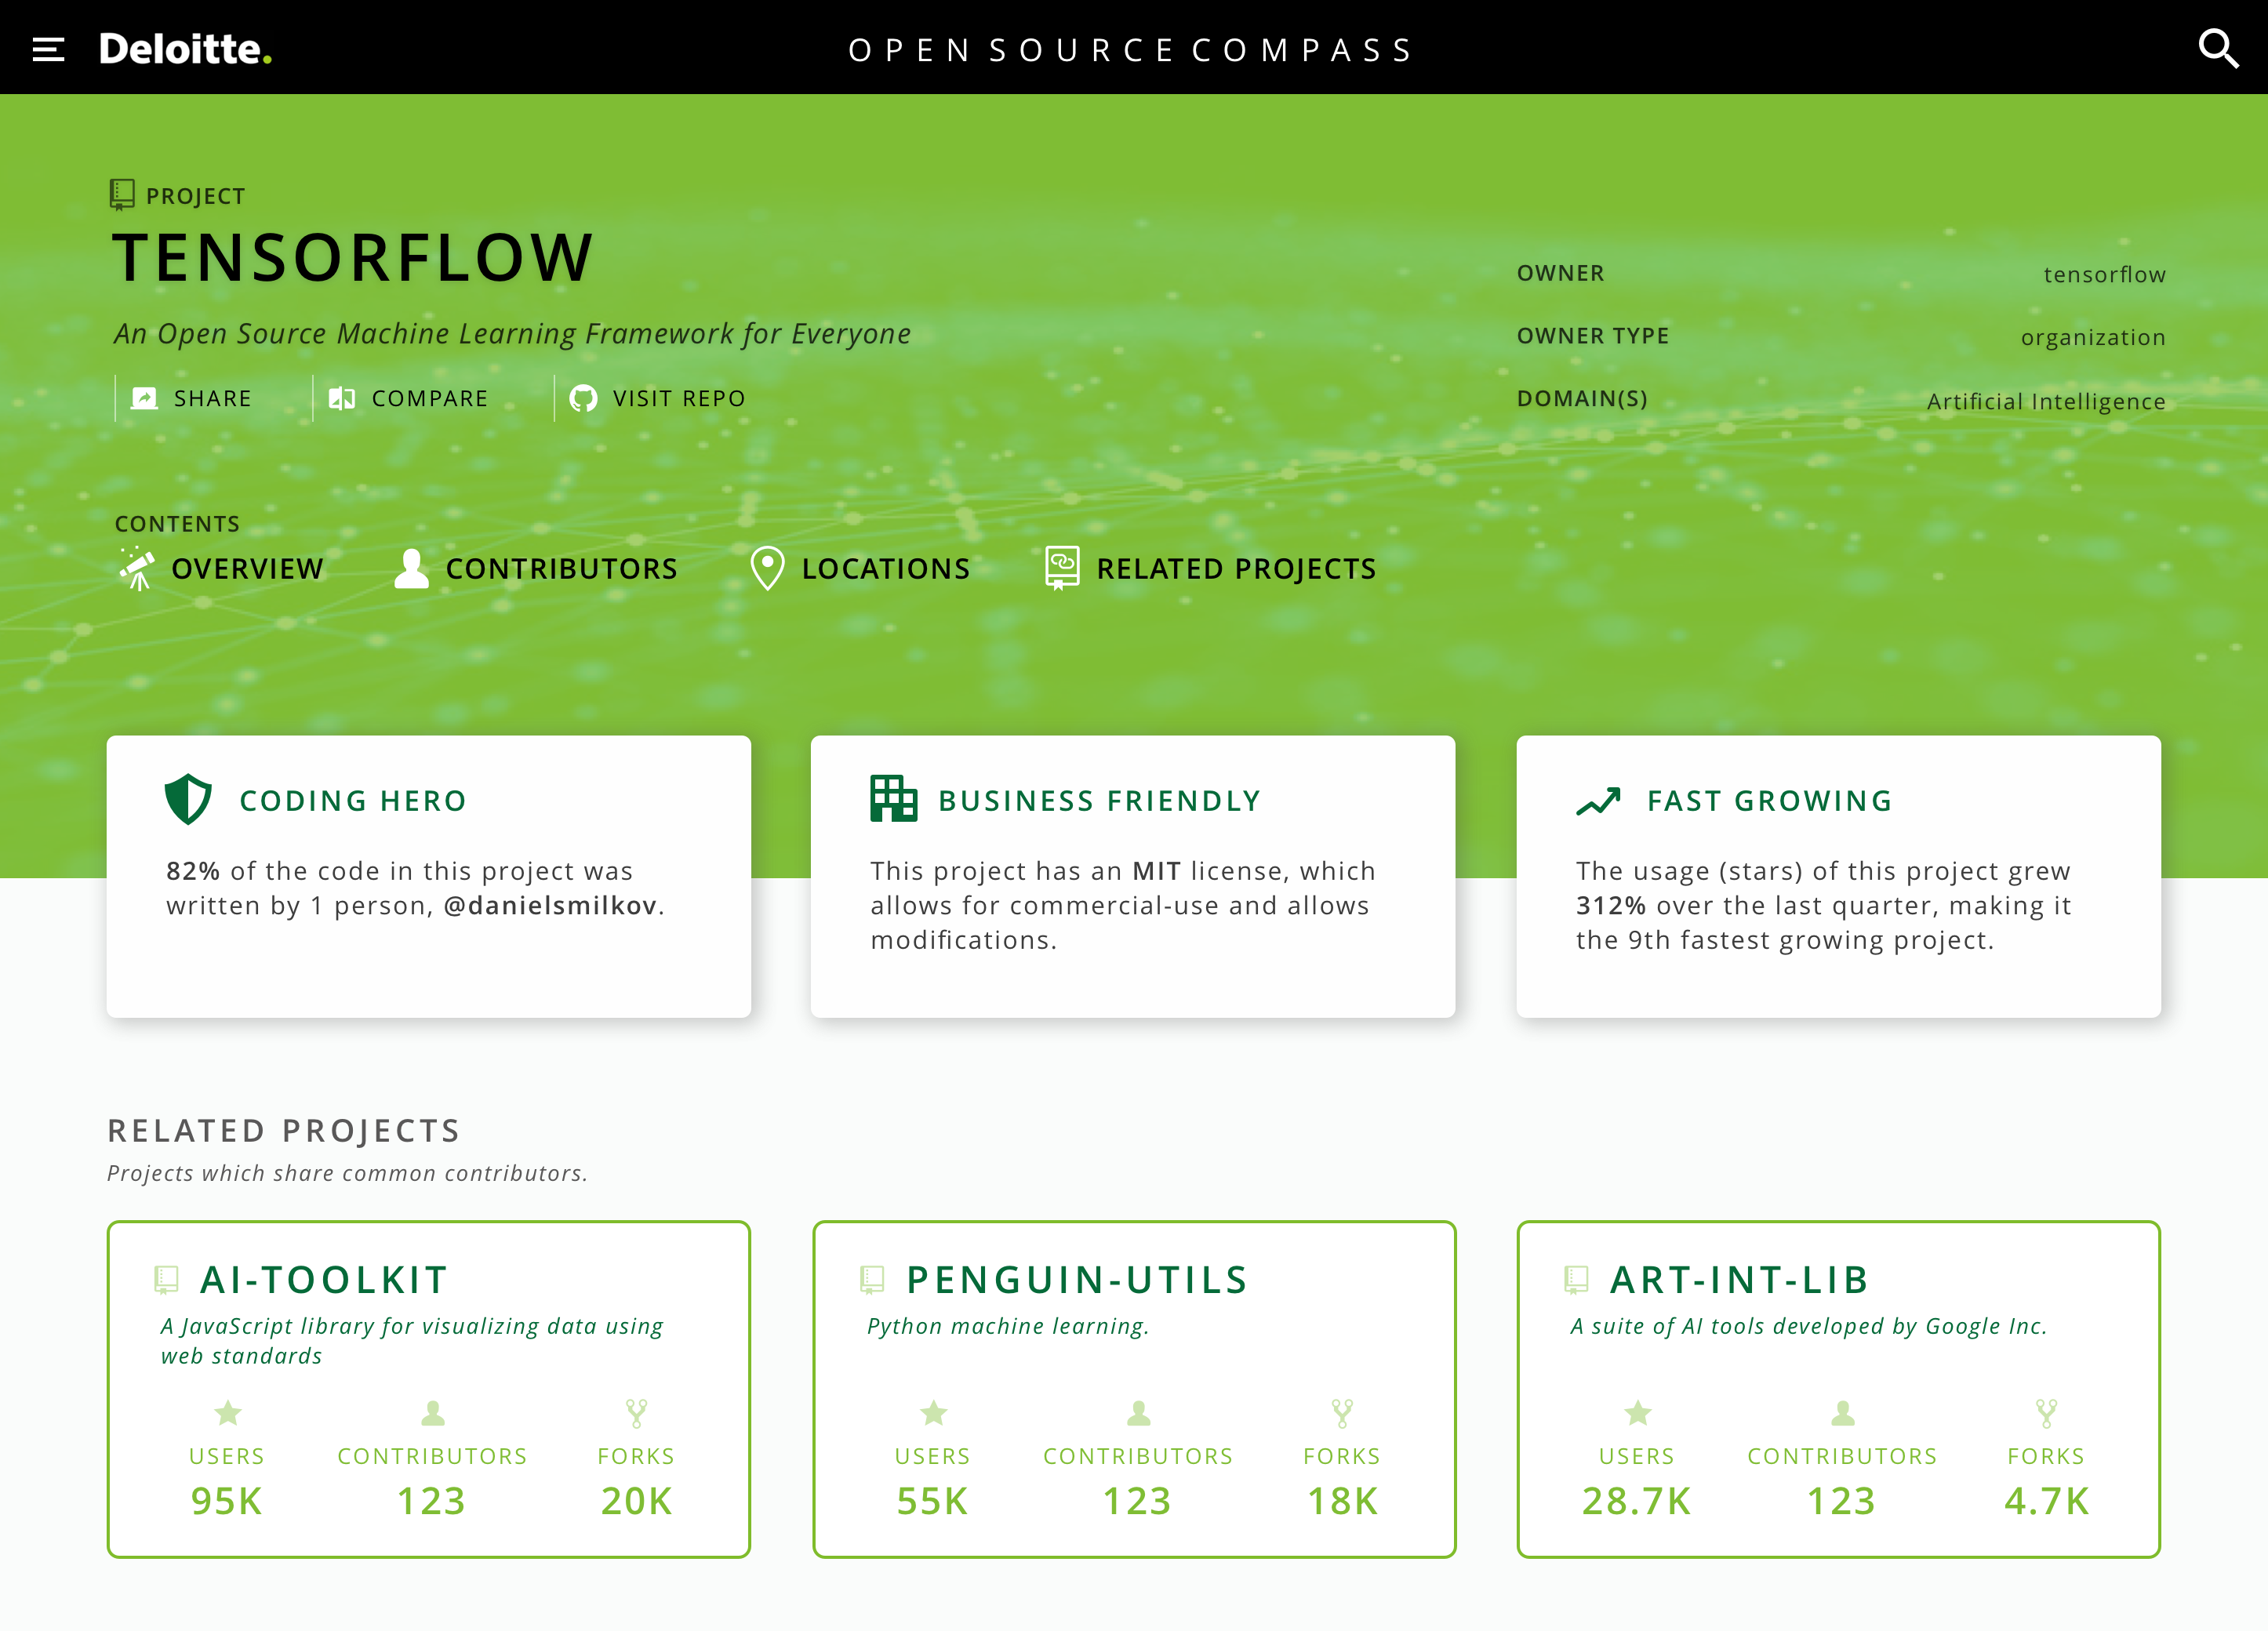 Deloitte.
OPEN SOURCE COMPASS
PROJECT
TENSORFLOW
An Open Source Machine Learning Framework for Everyone
SHARE
COMPARE
VISIT REPO
OWNER tensorflow
OWNER TYPE organization
DOMAIN(S) Artificial Intelligence
CONTENTS
OVERVIEW
CONTRIBUTORS
LOCATIONS
RELATED PROJECTS
CODING HERO
82% of the code in this project was
written by 1 person, @danielsmilkov.
BUSINESS FRIENDLY
This project has an MIT license, which
allows for commercial-use and allows
modifications.
FAST GROWING
The usage (stars) of this project grew
312% over the last quarter, making it
the 9th fastest growing project.
RELATED PROJECTS
Projects which share common contributors.
AI-TOOLKIT
A JavaScript library for visualizing data using
web standards
USERS CONTRIBUTORS FORKS
95K 123 20K
PENGUIN-UTILS
Python machine learning.
USERS CONTRIBUTORS FORKS
55K 123 18K
ART-INT-LIB
A suite of AI tools developed by Google Inc.
USERS CONTRIBUTORS FORKS
28.7K 123 4.7K